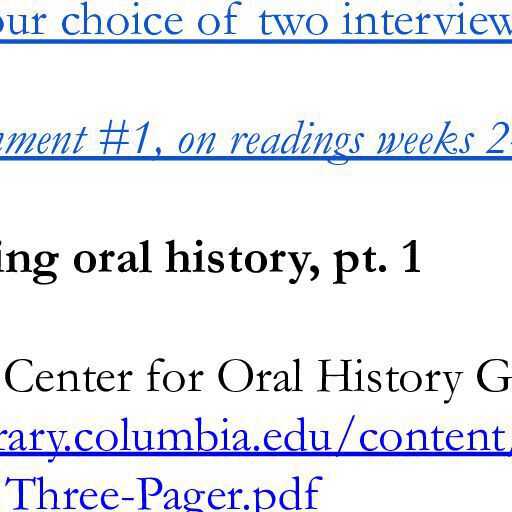 our choice of two interview
nment #1, on readings weeks 2-
ing oral history, pt. 1
Center for Oral History G
rary.columbia.edu/content/
Three-Pager.pdf